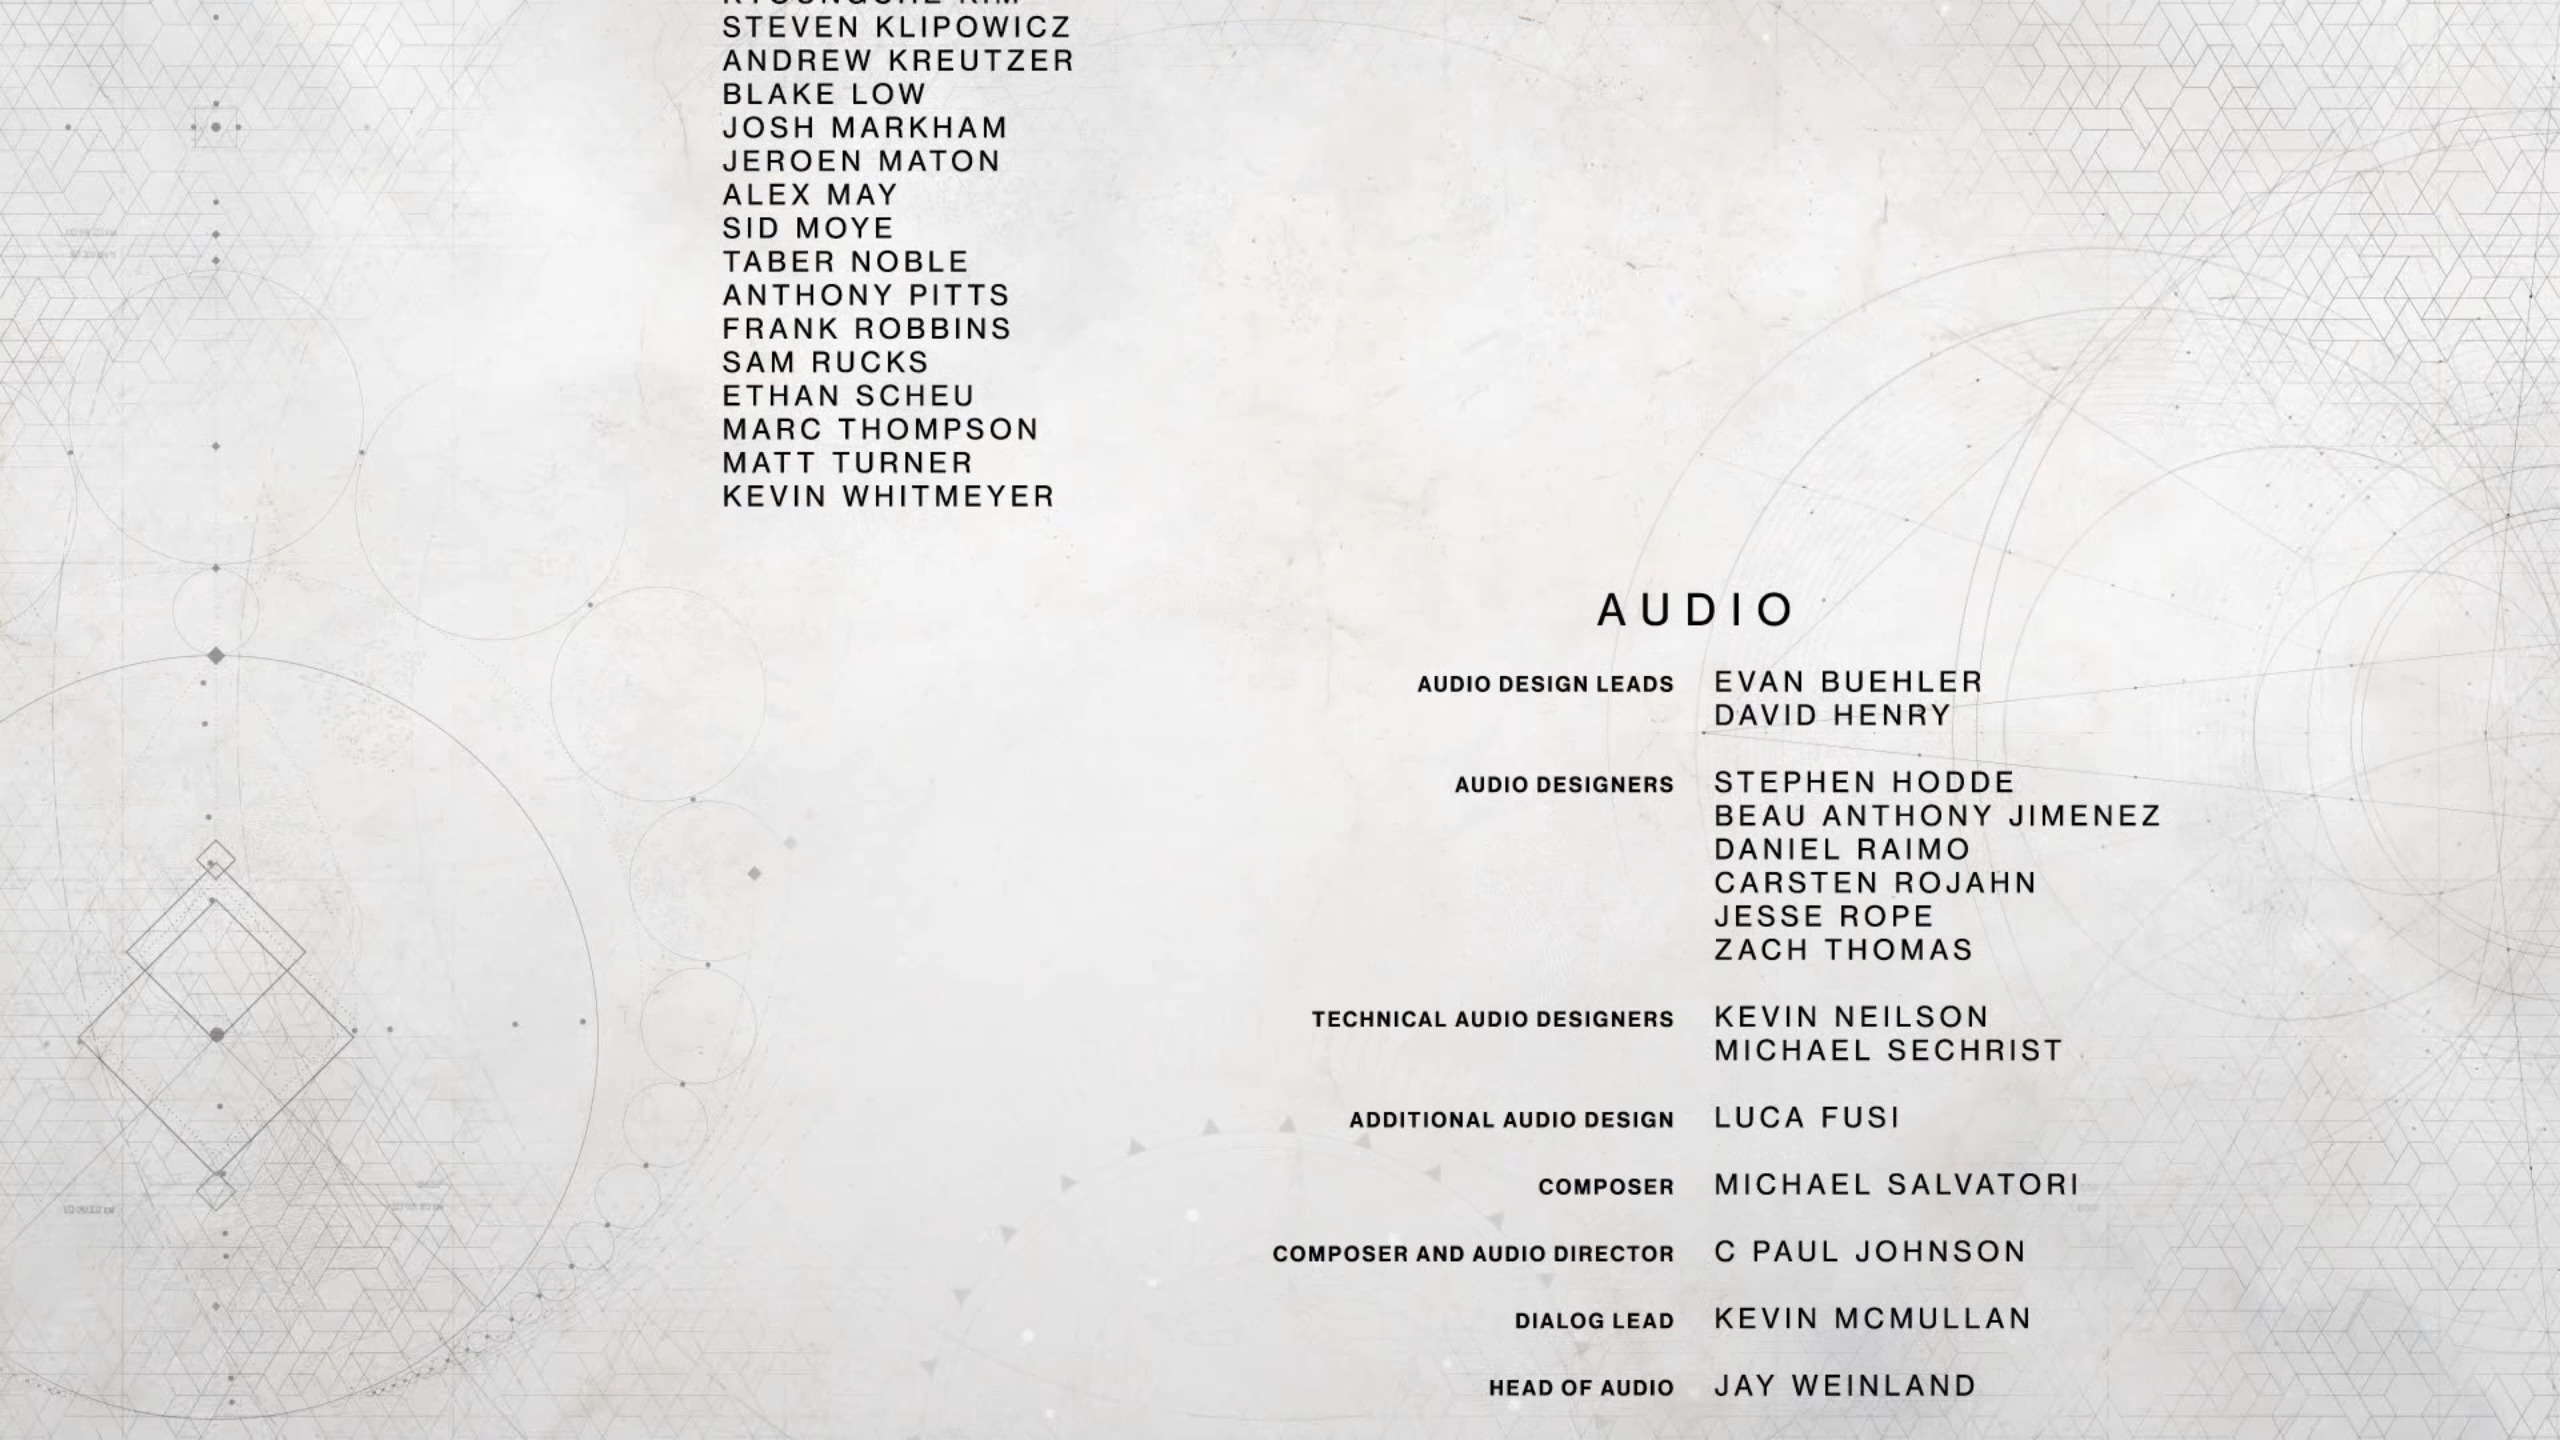 STEVEN KLIPOWICZ
ANDREW KREUTZER
BLAKE LOW
JOSH MARKHAM
JEROEN MATON
ALEX MAY
SID MOYE
TABER NOBLE
ANTHONY PITTS
FRANK ROBBINS
SAM RUCKS
ETHAN SCHEU
MARC THOMPSON
MATT TURNER
KEVIN WHITMEYER
AUDIO
AUDIO DESIGN LEADS EVAN BUEHLER
DAVID HENRY
AUDIO DESIGNERS STEPHEN HODDE
BEAU ANTHONY JIMENEZ
DANIEL RAIMO
CARSTEN ROJAHN
JESSE ROPE
ZACH THOMAS
TECHNICAL AUDIO DESIGNERS KEVIN NEILSON
MICHAEL SECHRIST
ADDITIONAL AUDIO DESIGN LUCA FUSI
COMPOSER MICHAEL SALVATORI
COMPOSER AND AUDIO DIRECTOR C PAUL JOHNSON
DIALOG LEAD KEVIN MCMULLAN
HEAD OF AUDIO JAY WEINLAND